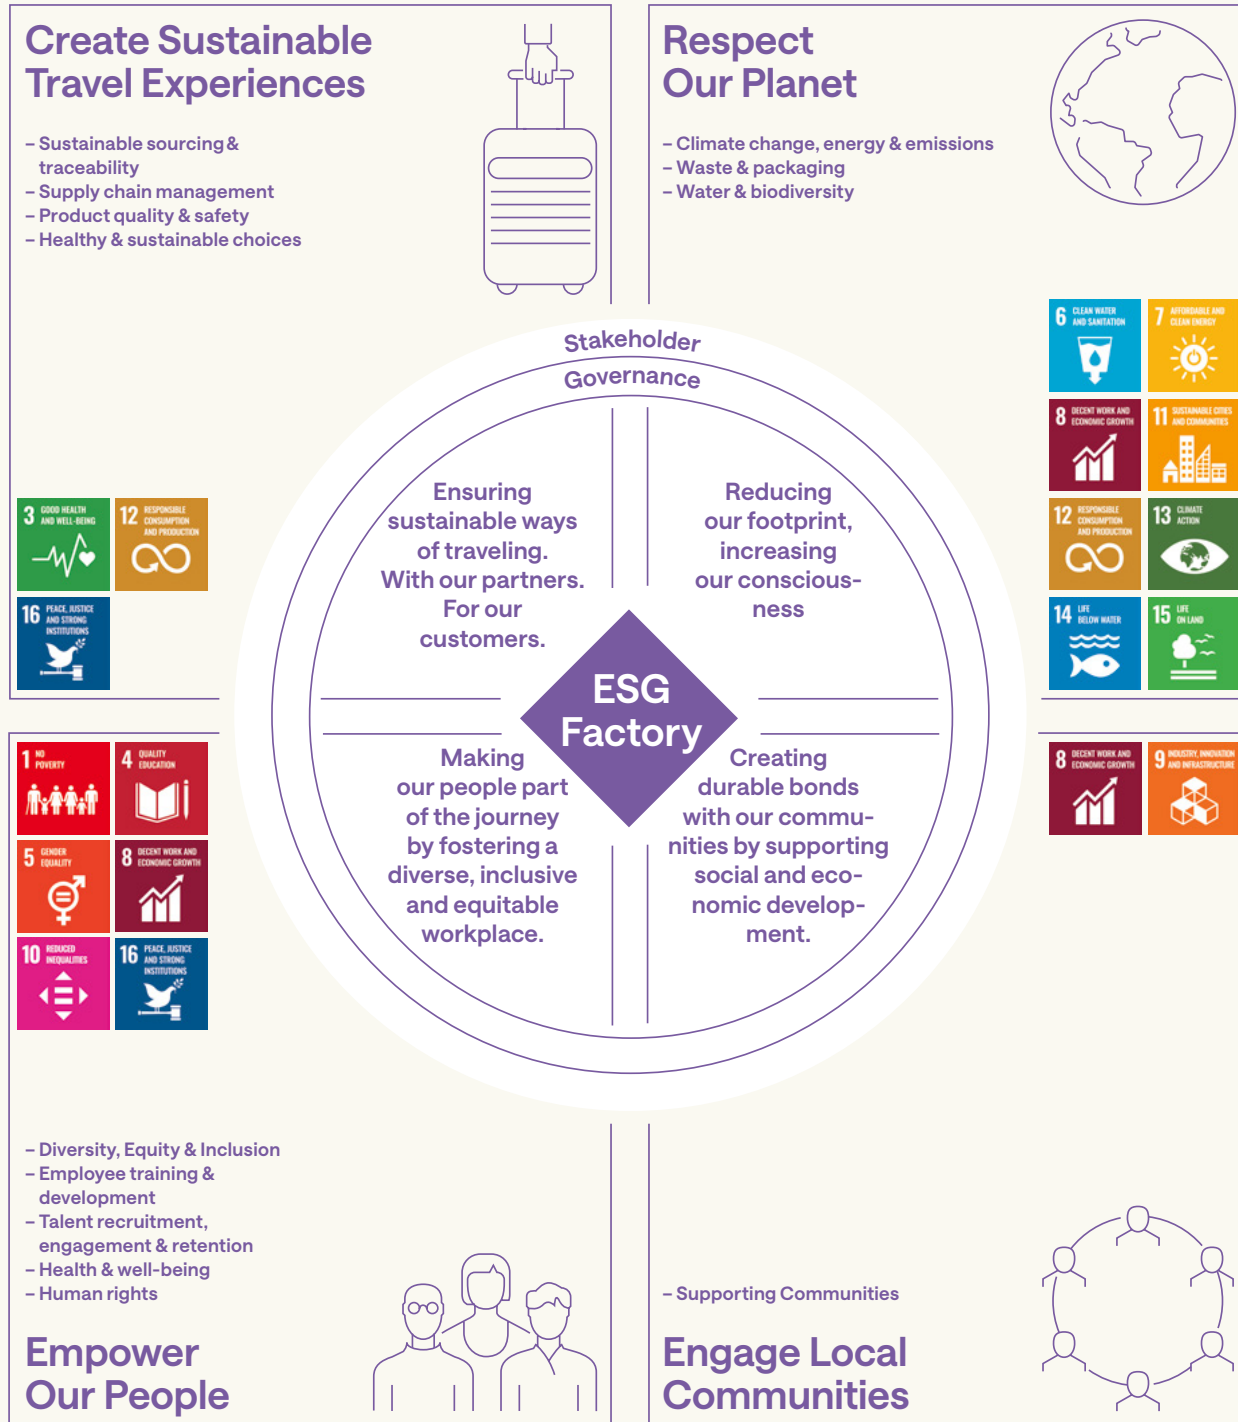 Create Sustainable
Travel Experiences
– Sustainable sourcing &
traceability
– Supply chain management
– Product quality & safety
– Healthy & sustainable choices
Respect
Our Planet
– Climate change, energy & emissions
– Waste & packaging
– Water & biodiversity
3 GOOD HEALTH
AND WELL-BEING
12 RESPONSIBLE
CONSUMPTION
AND PRODUCTION
16 PEACE, JUSTICE
AND STRONG
INSTITUTIONS
6 CLEAN WATER
AND SANITATION
7 AFFORDABLE AND
CLEAN ENERGY
8 DECENT WORK AND
ECONOMIC GROWTH
11 SUSTAINABLE CITIES
AND COMMUNITIES
12 RESPONSIBLE
CONSUMPTION
AND PRODUCTION
13 CLIMATE
ACTION
14 LIFE
BELOW WATER
15 LIFE
ON LAND
Stakeholder
Governance
Ensuring
sustainable ways
of traveling.
With our partners.
For our
customers.
Reducing
our footprint,
increasing
our conscious-
ness
ESG
Factory
Making
our people part
of the journey
by fostering a
diverse, inclusive
and equitable
workplace.
Creating
durable bonds
with our commu-
nities by supporting
social and eco-
nomic develop-
ment.
1 NO
POVERTY
4 QUALITY
EDUCATION
5 GENDER
EQUALITY
8 DECENT WORK AND
ECONOMIC GROWTH
10 REDUCED
INEQUALITIES
16 PEACE, JUSTICE
AND STRONG
INSTITUTIONS
8 DECENT WORK AND
ECONOMIC GROWTH
9 INDUSTRY, INNOVATION
AND INFRASTRUCTURE
– Diversity, Equity & Inclusion
– Employee training &
development
– Talent recruitment,
engagement & retention
– Health & well-being
– Human rights
Empower
Our People
– Supporting Communities
Engage Local
Communities